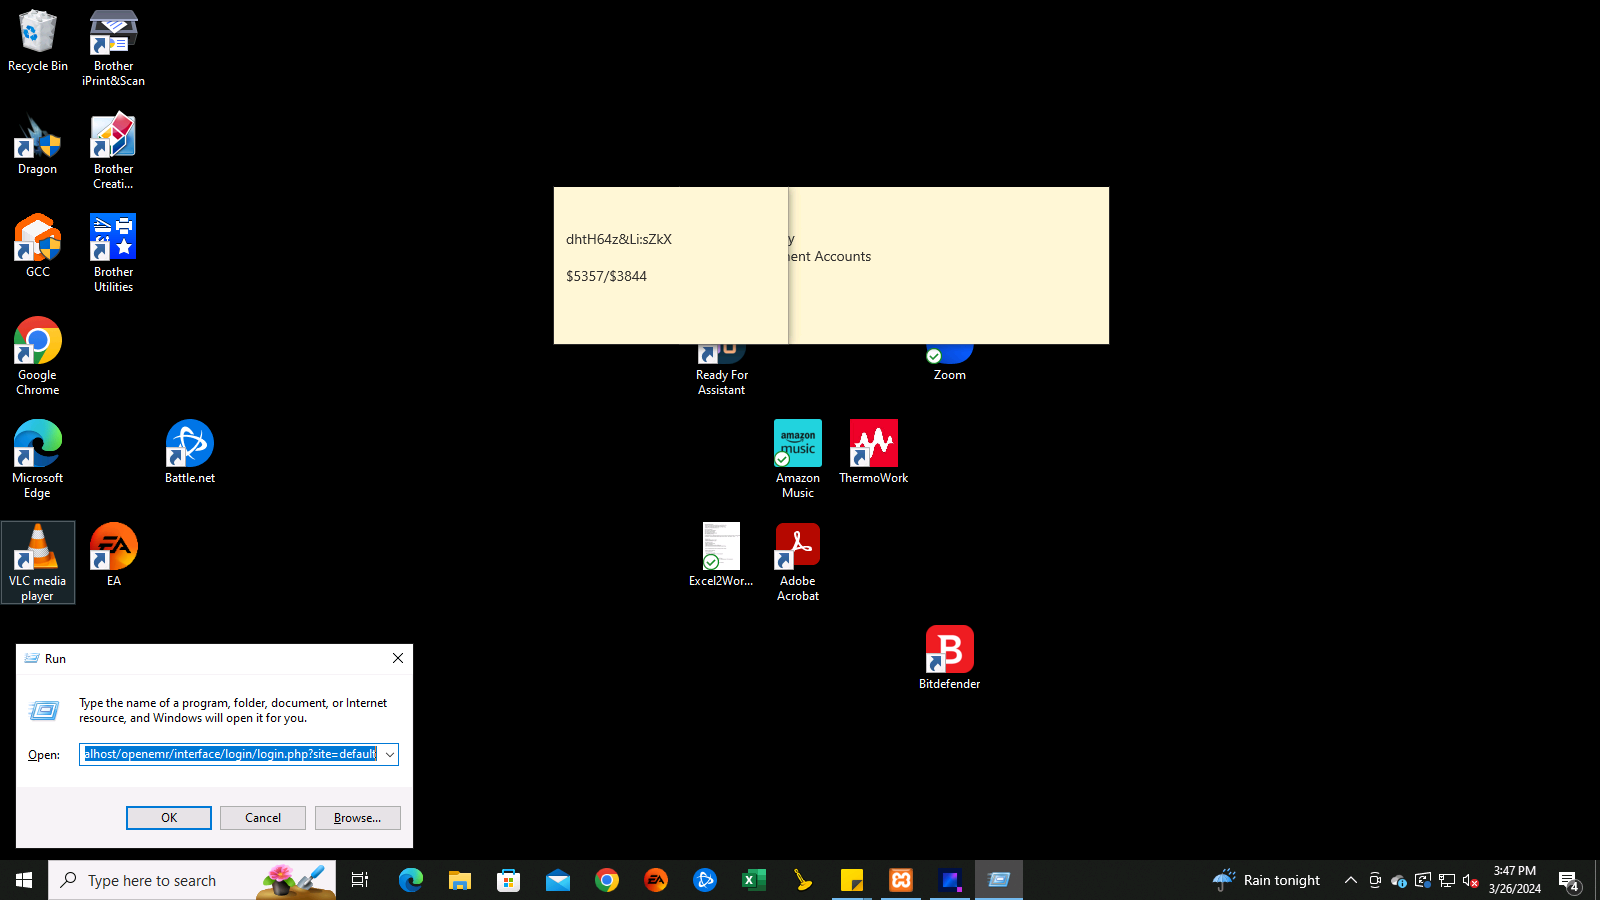 Recycle Bin
Brother
iPrint&Scan
Dragon
Brother
Creati...
GCC
Brother
Utilities
Google
Chrome
Microsoft
Edge
Battle.net
VLC media
player
EA
dhtH64z&Li:sZkX
$5357/$3844
y
ent Accounts
Ready For
Assistant
Zoom
amazon
music
Amazon
Music
ThermoWork
Excel2Wor...
Adobe
Acrobat
B
Bitdefender
Run
Type the name of a program, folder, document, or Internet
resource, and Windows will open it for you.
Open:
alhost/openemr/interface/login/login.php?site=default
OK
Cancel
Browse...
Type here to search
Rain tonight
3:47 PM
3/26/2024
4